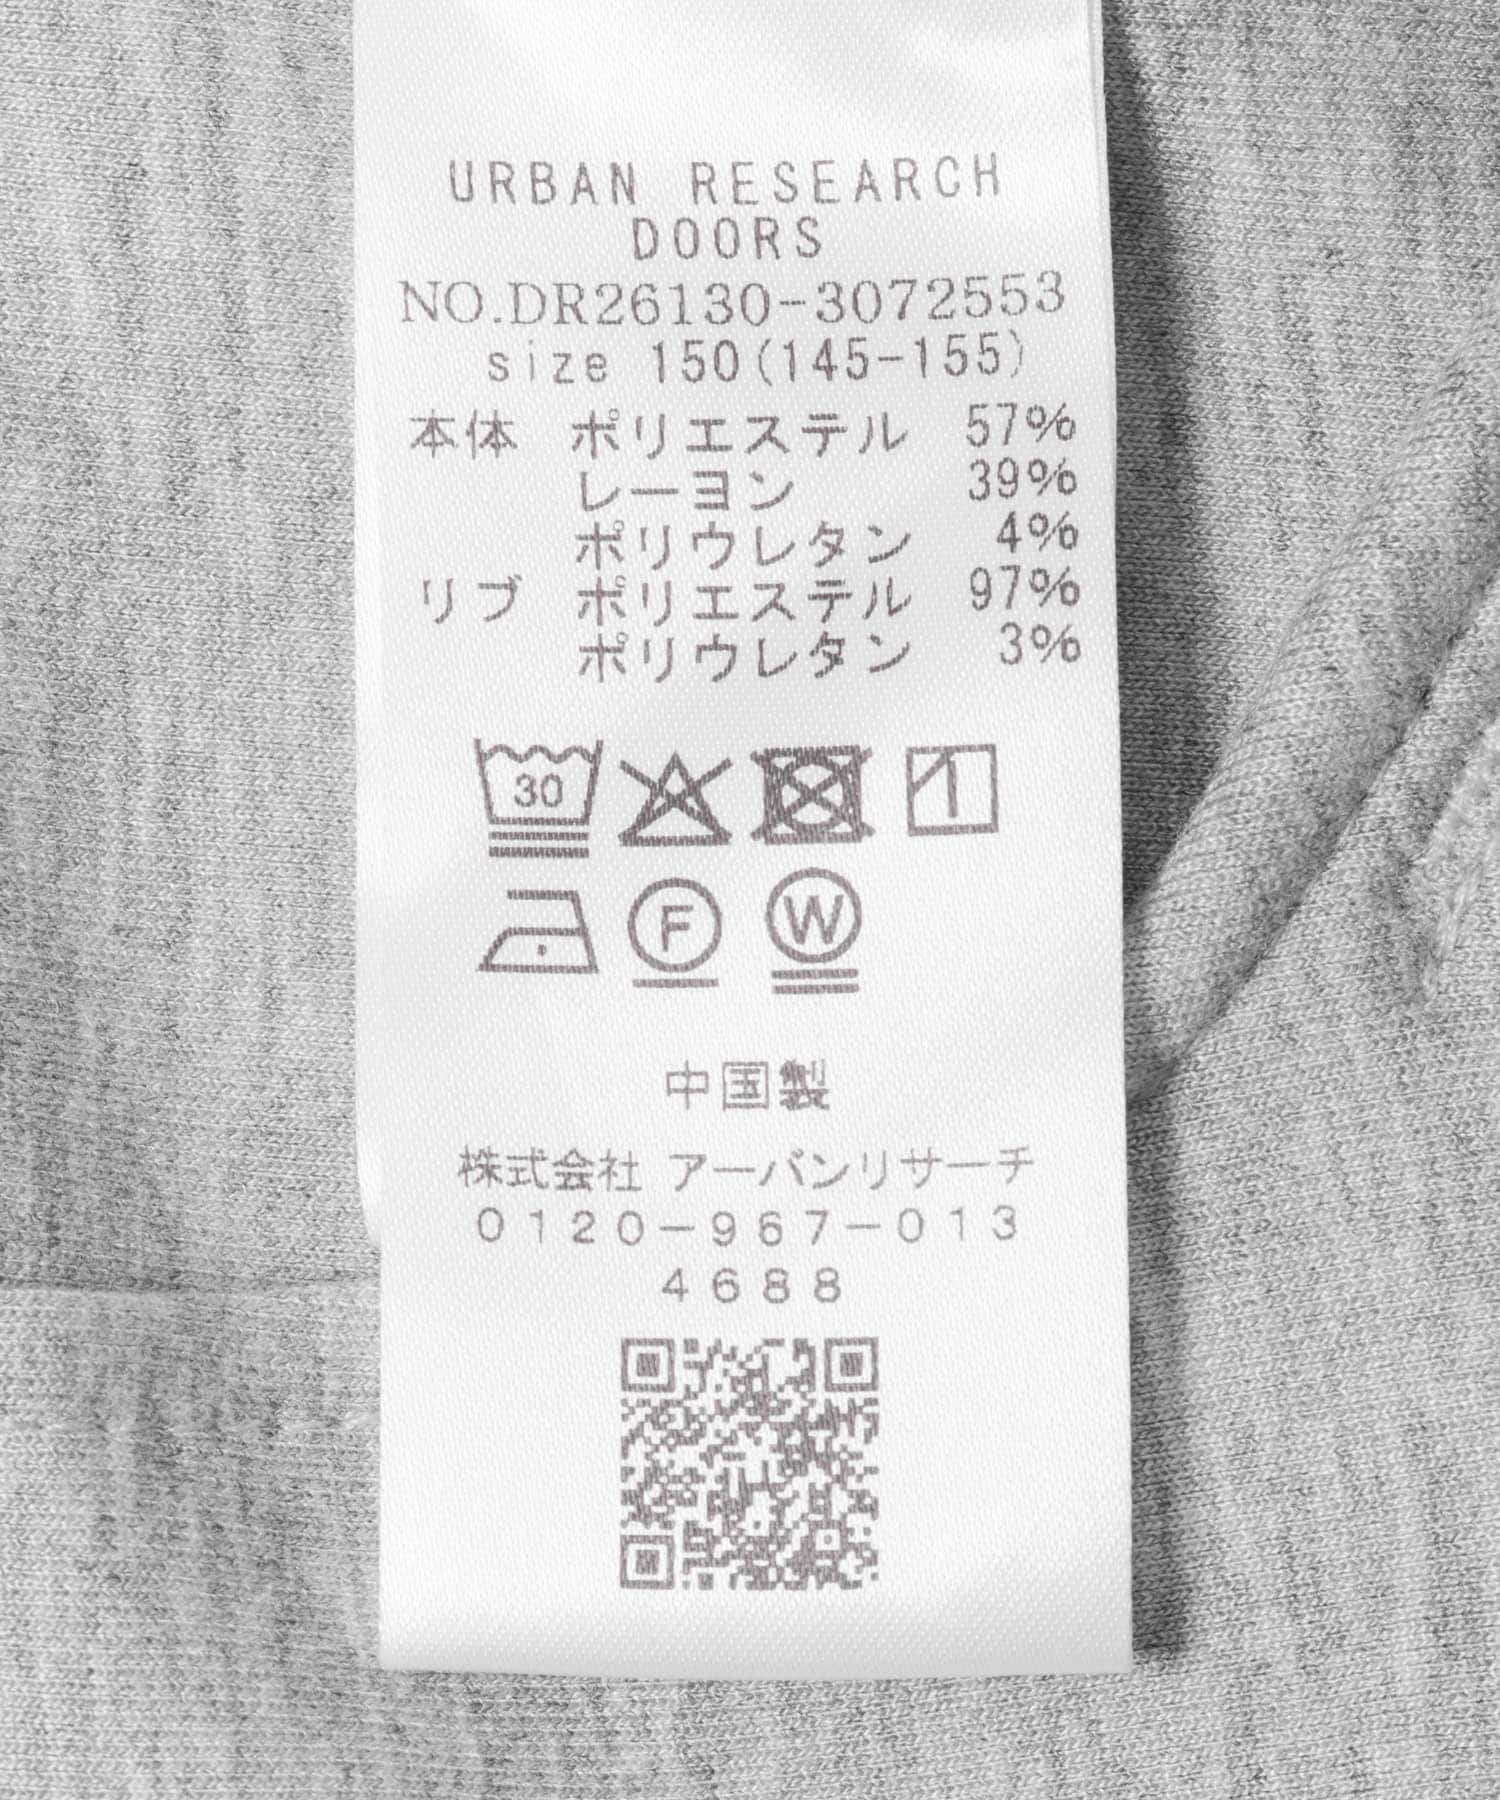 URBAN RESEARCH
DOORS
NO.DR26130-3072553
size 150(145-155)
本体 ポリエステル 57%
レーヨン 39%
ポリウレタン 4%
リブ ポリエステル 97%
ポリウレタン 3%
30
F W
中国製
株式会社 アーバンリサーチ
0120-967-013
4688